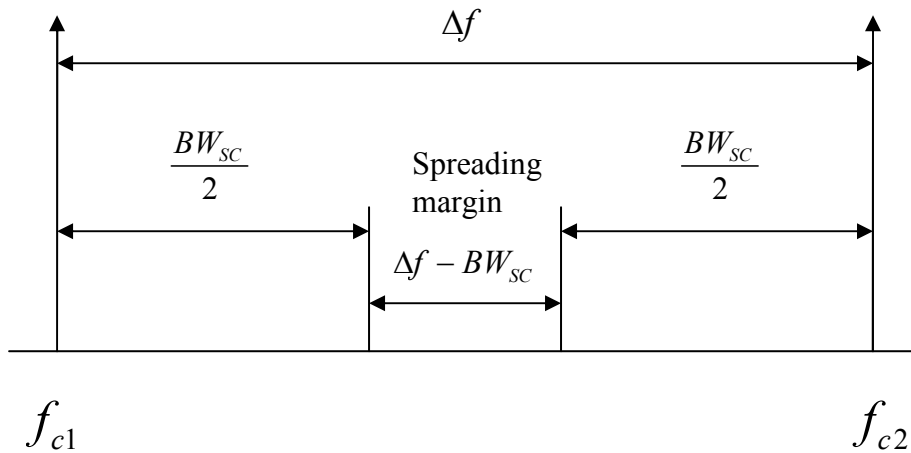 Δf
BW_SC/2
Spreading
margin
BW_SC/2
Δf − BW_SC
f_c1
f_c2